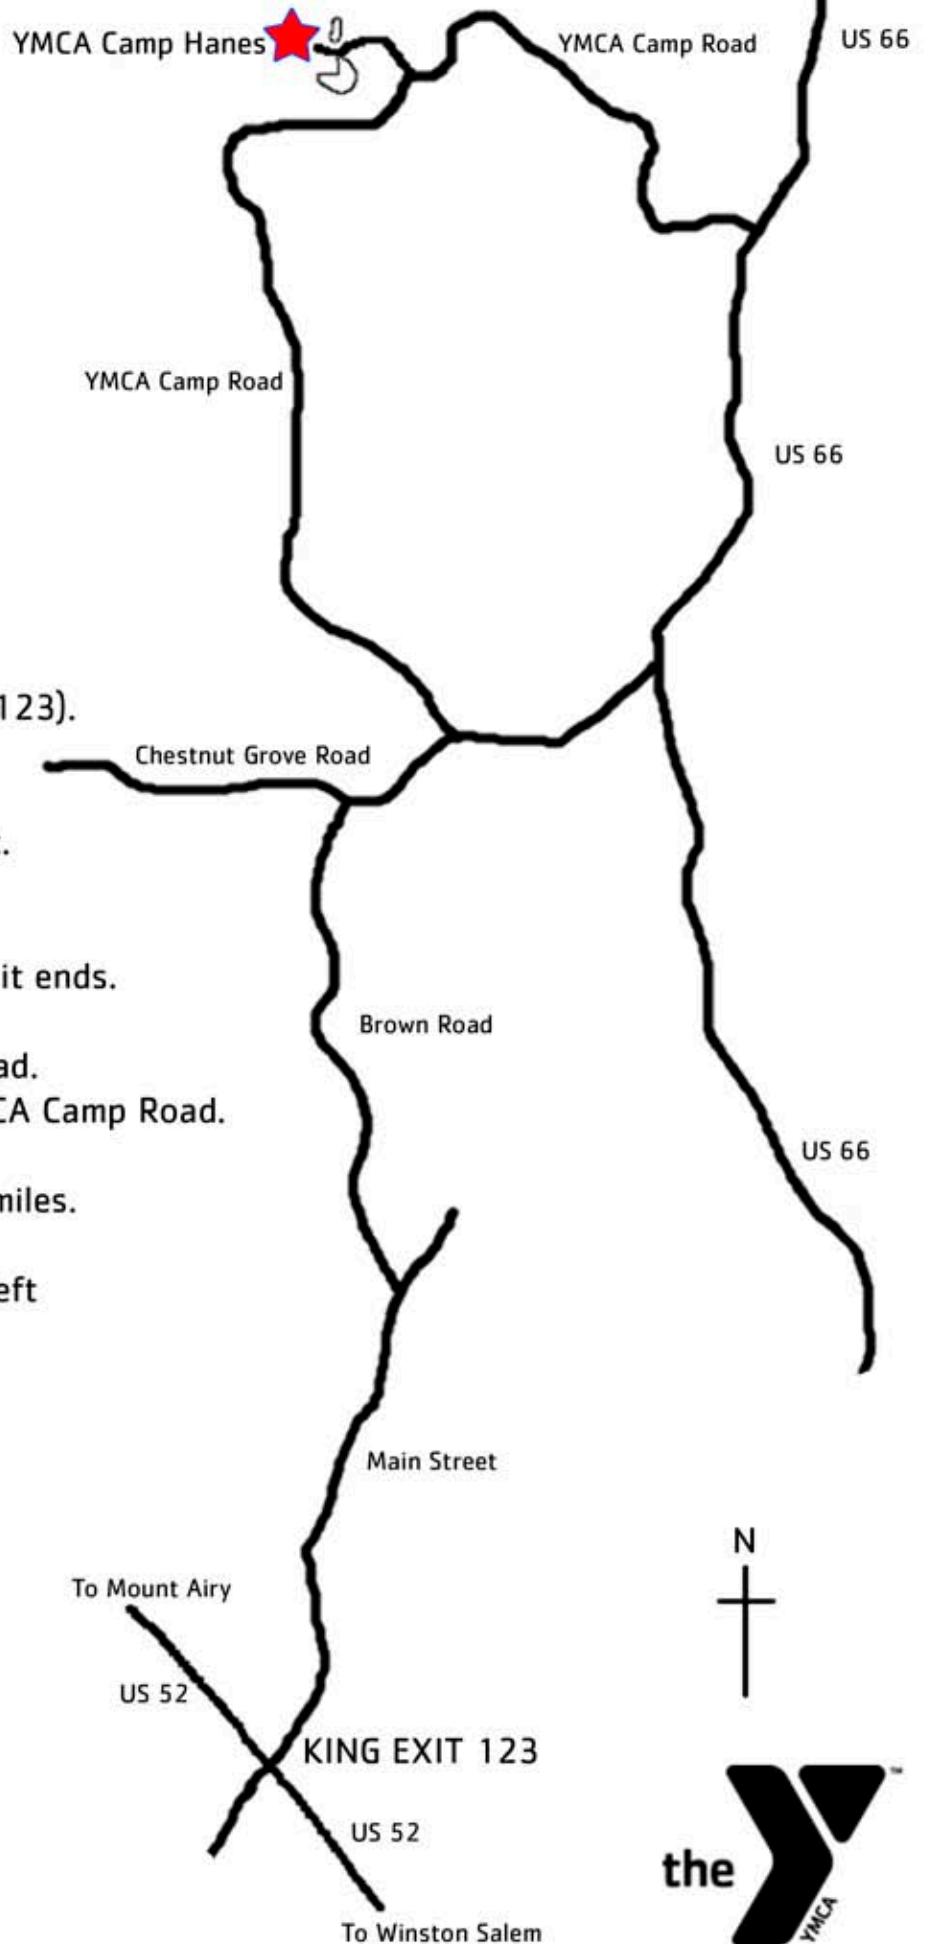 YMCA Camp Hanes
YMCA Camp Road
US 66
YMCA Camp Road
US 66
123).
Chestnut Grove Road
it ends.
Brown Road
CA Camp Road.
US 66
miles.
Main Street
N
To Mount Airy
US 52
KING EXIT 123
US 52
the
YMCA
™
To Winston Salem